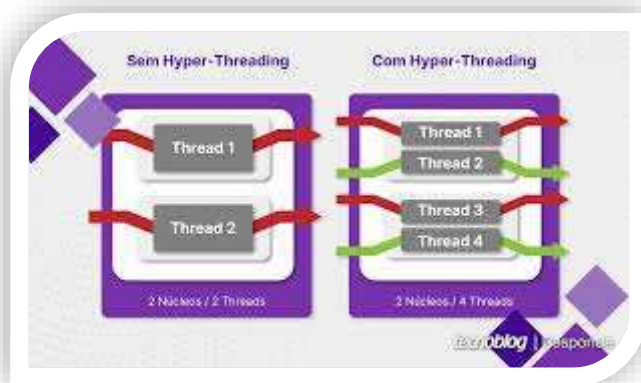 Sem Hyper-Threading
Com Hyper-Threading
Thread 1
Thread 2
2 Núcleos / 2 Threads
Thread 1
Thread 2
Thread 3
Thread 4
2 Núcleos / 4 Threads
tecnoblog | responde